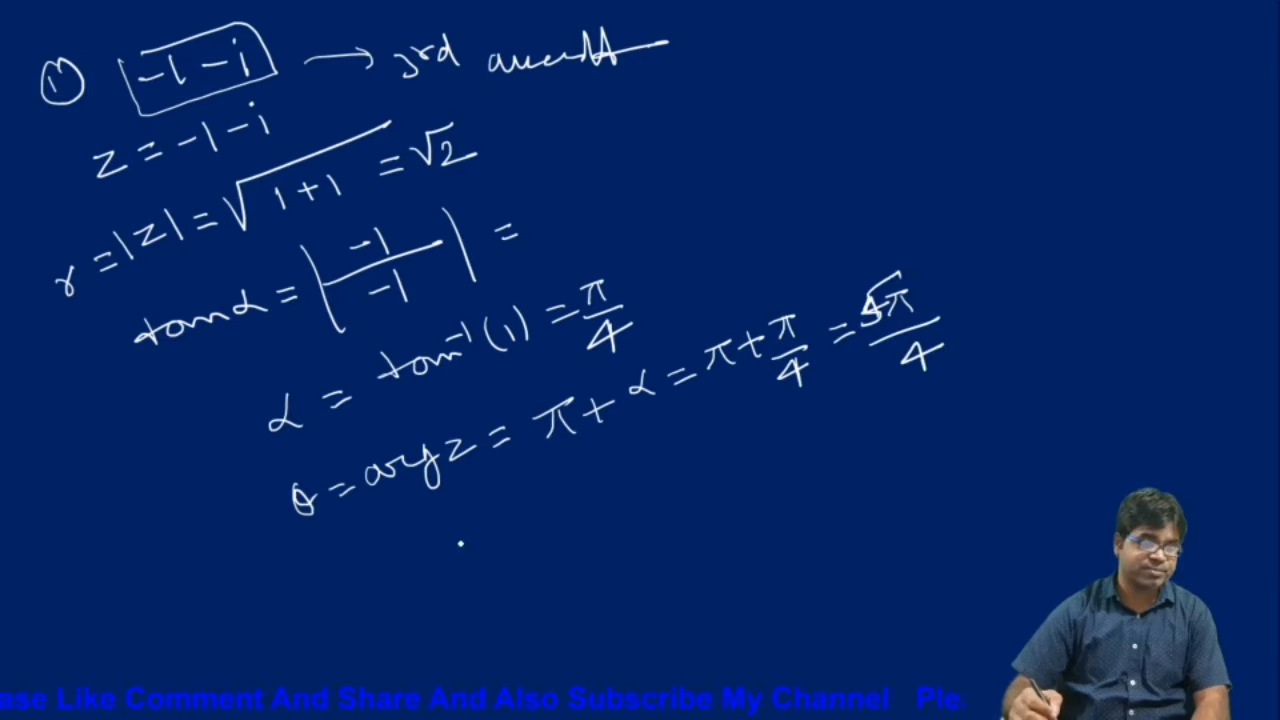 ① -1-i → 3rd
z = -1-i
r = |z| = √1+1 = √2
tanα = |-1/-1| =
α = tan⁻¹(1) = π/4
θ = arg z = π+α = π+π/4 = 5π/4
ase Like Comment And Share And Also Subscribe My Channel Ple